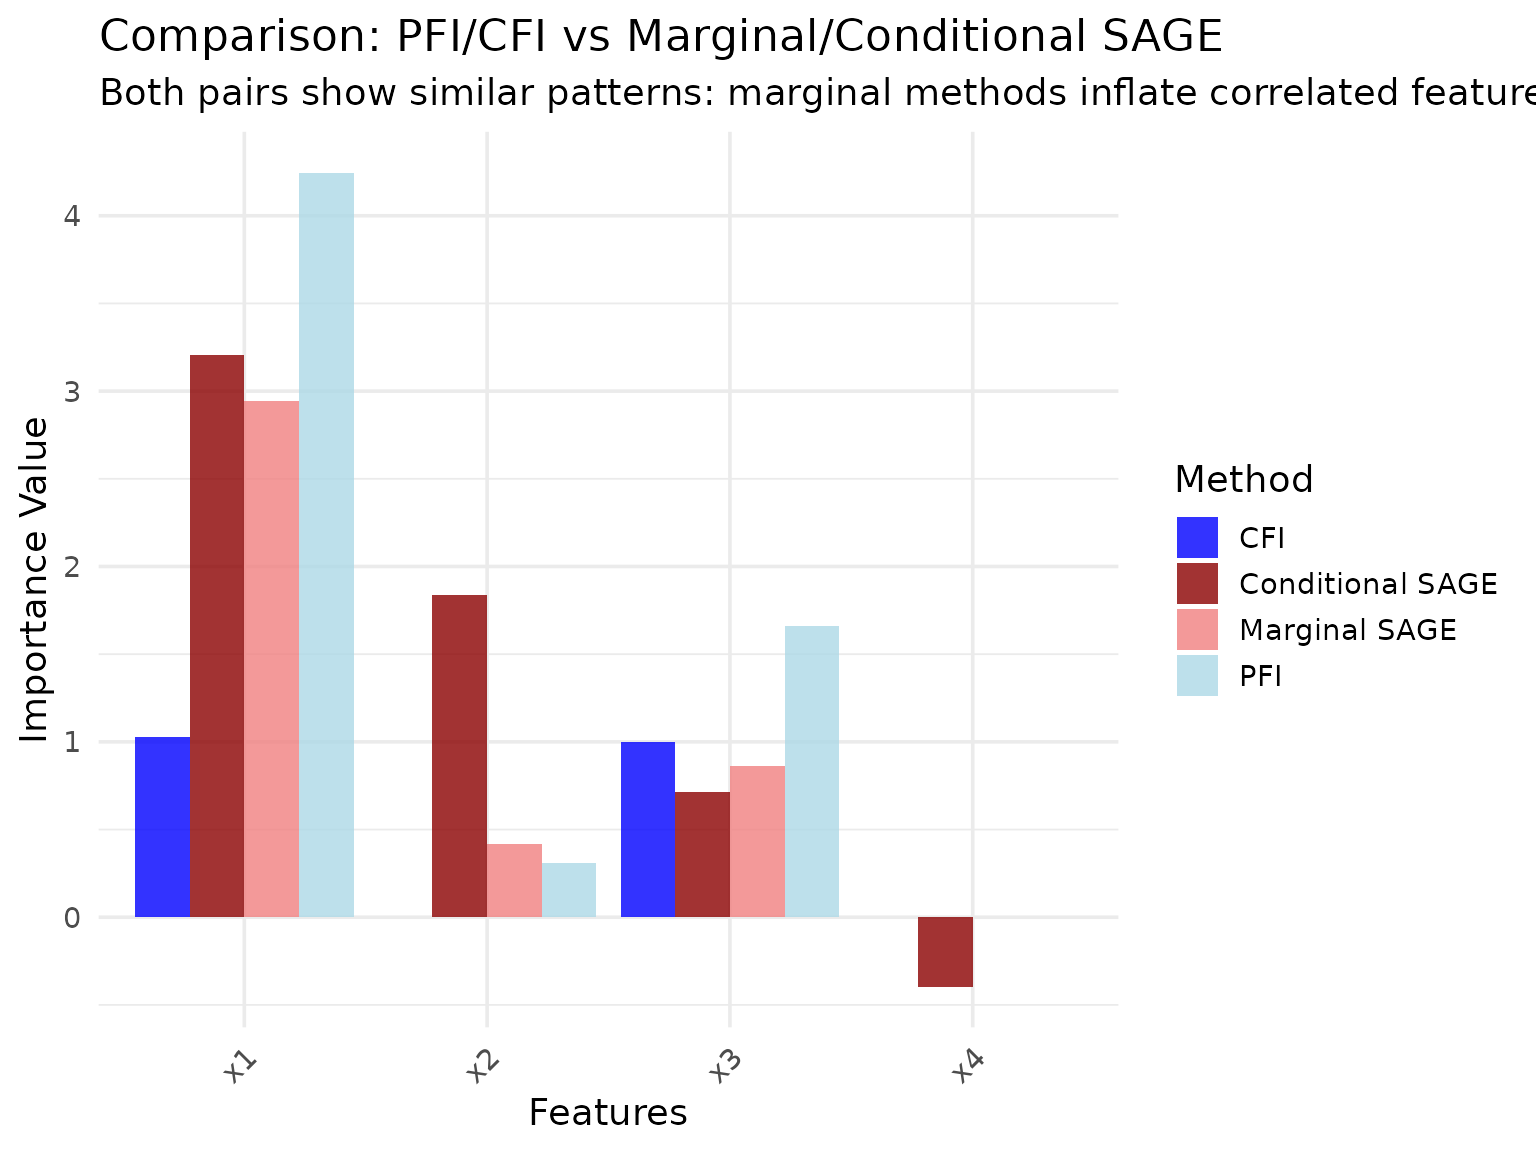 Comparison: PFI/CFI vs Marginal/Conditional SAGE
Both pairs show similar patterns: marginal methods inflate correlated feature
4
3
2
1
0
Importance Value
x1
x2
x3
x4
Features
Method
CFI
Conditional SAGE
Marginal SAGE
PFI